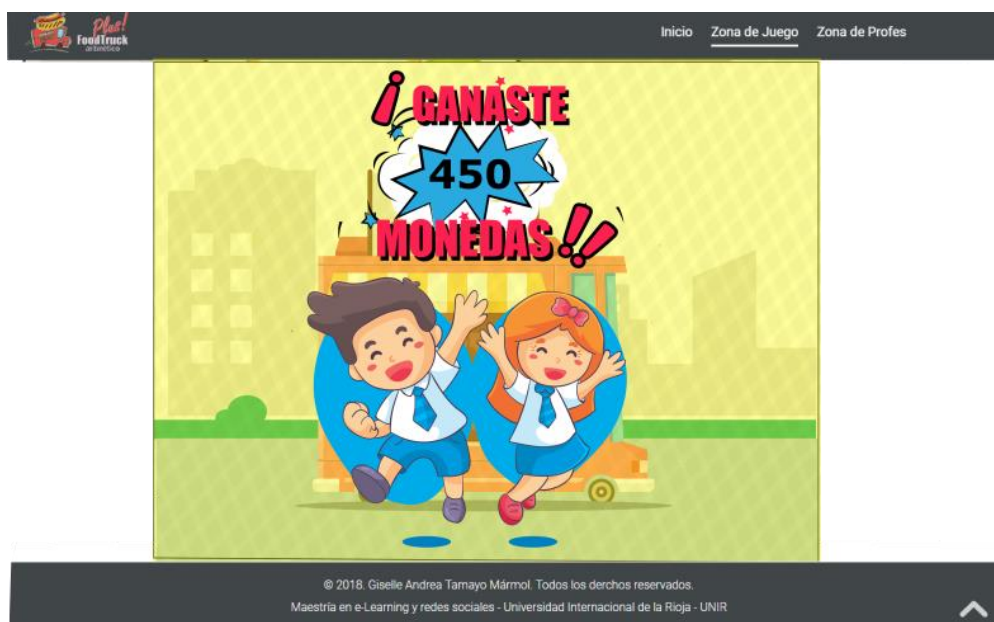 Plus!
FoodTruck
aritmético
Inicio Zona de Juego Zona de Profes
¡GANASTE
450
MONEDAS!!
© 2018. Giselle Andrea Tamayo Mármol. Todos los derchos reservados.
Maestría en e-Learning y redes sociales - Universidad Internacional de la Rioja - UNIR